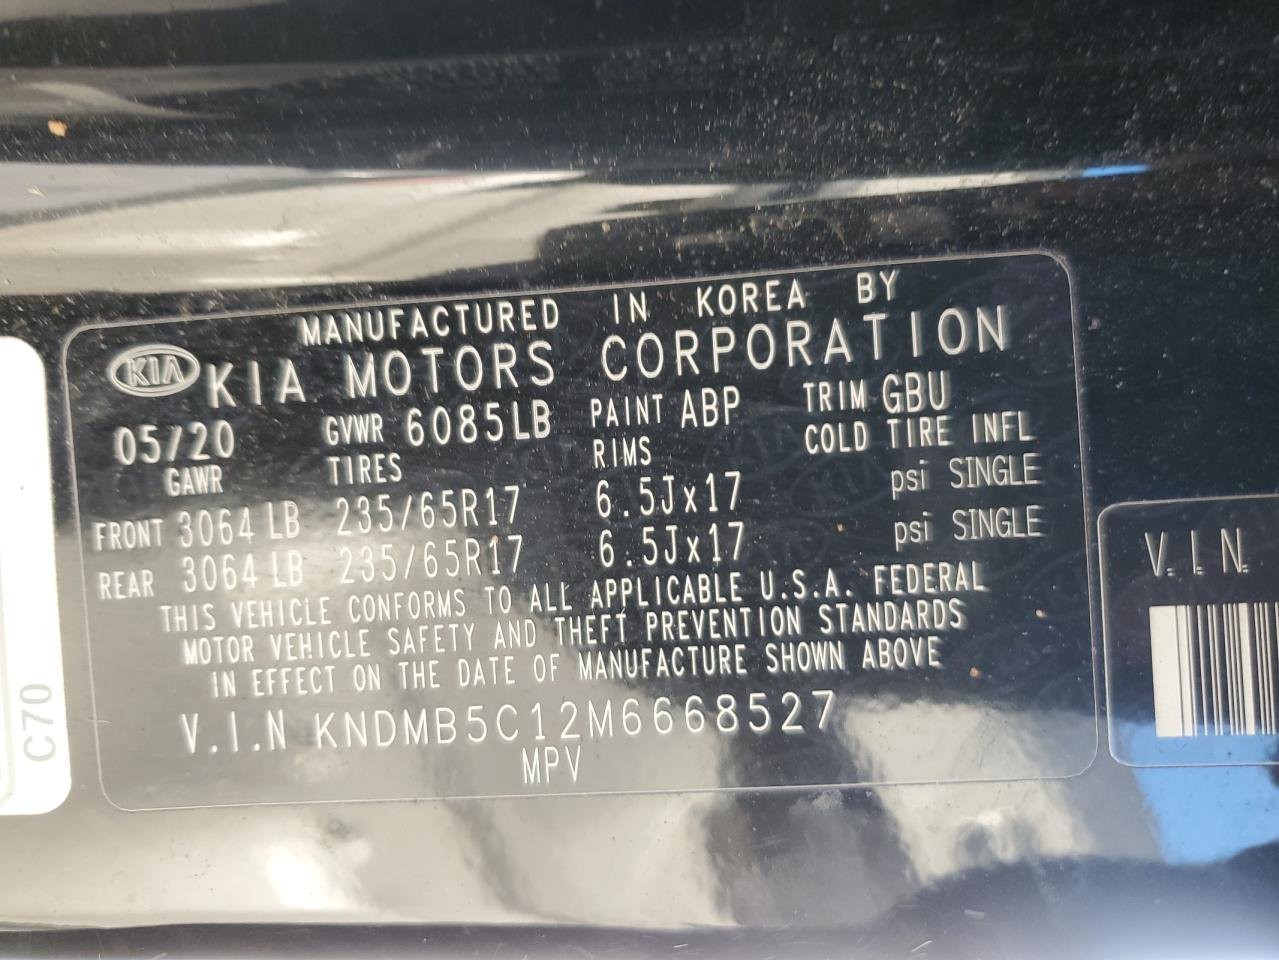 MANUFACTURED IN KOREA BY
KIA KIA MOTORS CORPORATION
05/20 GVWR 6085LB PAINT ABP TRIM GBU
GAWR TIRES RIMS COLD TIRE INFL
FRONT 3064 LB 235/65R17 6.5Jx17 psi SINGLE
REAR 3064 LB 235/65R17 6.5Jx17 psi SINGLE
THIS VEHICLE CONFORMS TO ALL APPLICABLE U.S.A. FEDERAL
MOTOR VEHICLE SAFETY AND THEFT PREVENTION STANDARDS
IN EFFECT ON THE DATE OF MANUFACTURE SHOWN ABOVE
V.I.N KNDMB5C12M6668527
MPV
C70
V.I.N.